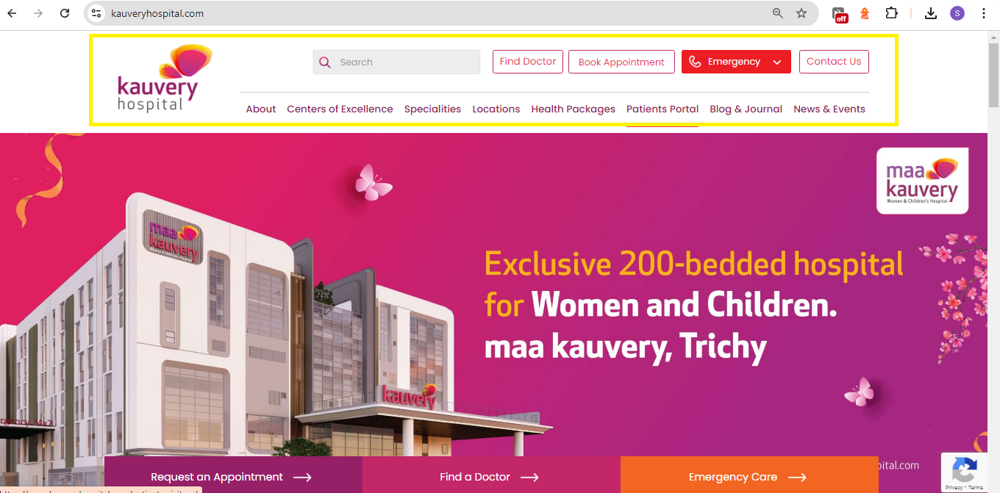 kauveryhospital.com
off
S
kauvery
hospital
Search
Find Doctor
Book Appointment
Emergency
Contact Us
About
Centers of Excellence
Specialities
Locations
Health Packages
Patients Portal
Blog & Journal
News & Events
maa
kauvery
Women & Children's Hospital
maa
kauvery
Exclusive 200-bedded hospital
for Women and Children.
maa kauvery, Trichy
kauvery
24x7
pital.com
Request an Appointment
Find a Doctor
Emergency Care
Privacy - Terms